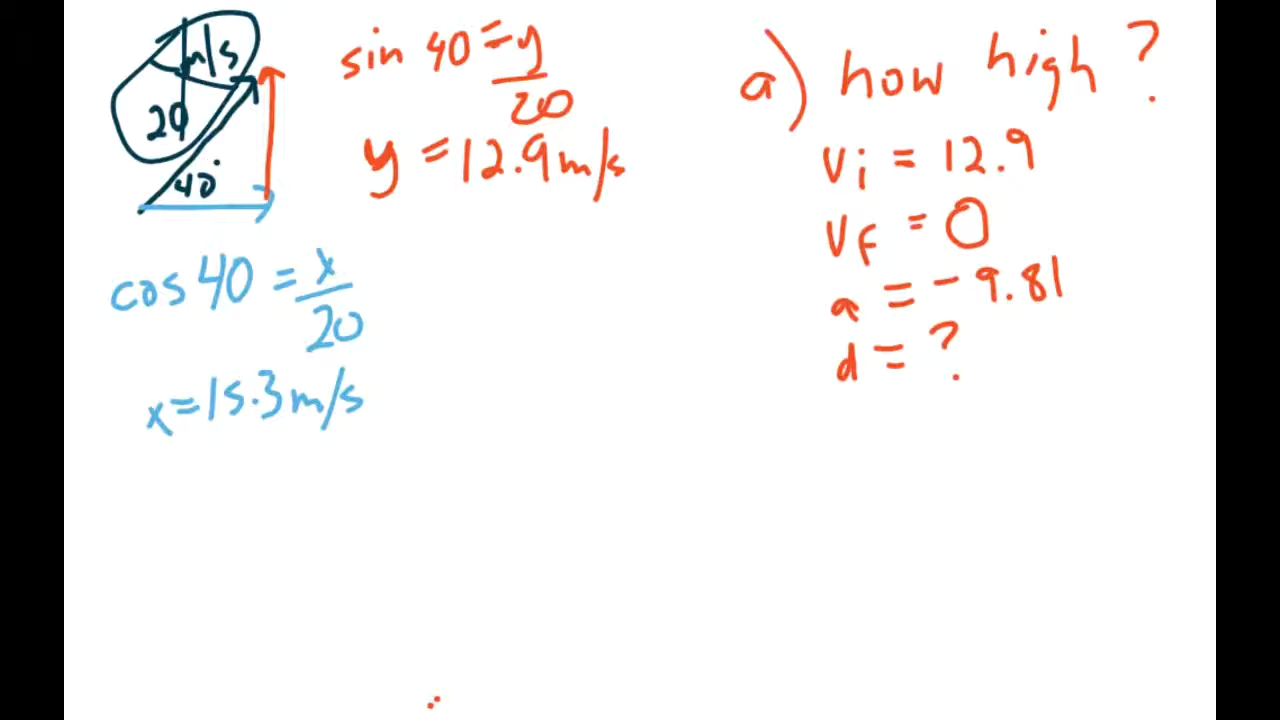 20 m/s
40°
sin 40 = y/20
y = 12.9 m/s
cos 40 = x/20
x = 15.3 m/s
a) how high ?
vi = 12.9
vf = 0
a = - 9.81
d = ?